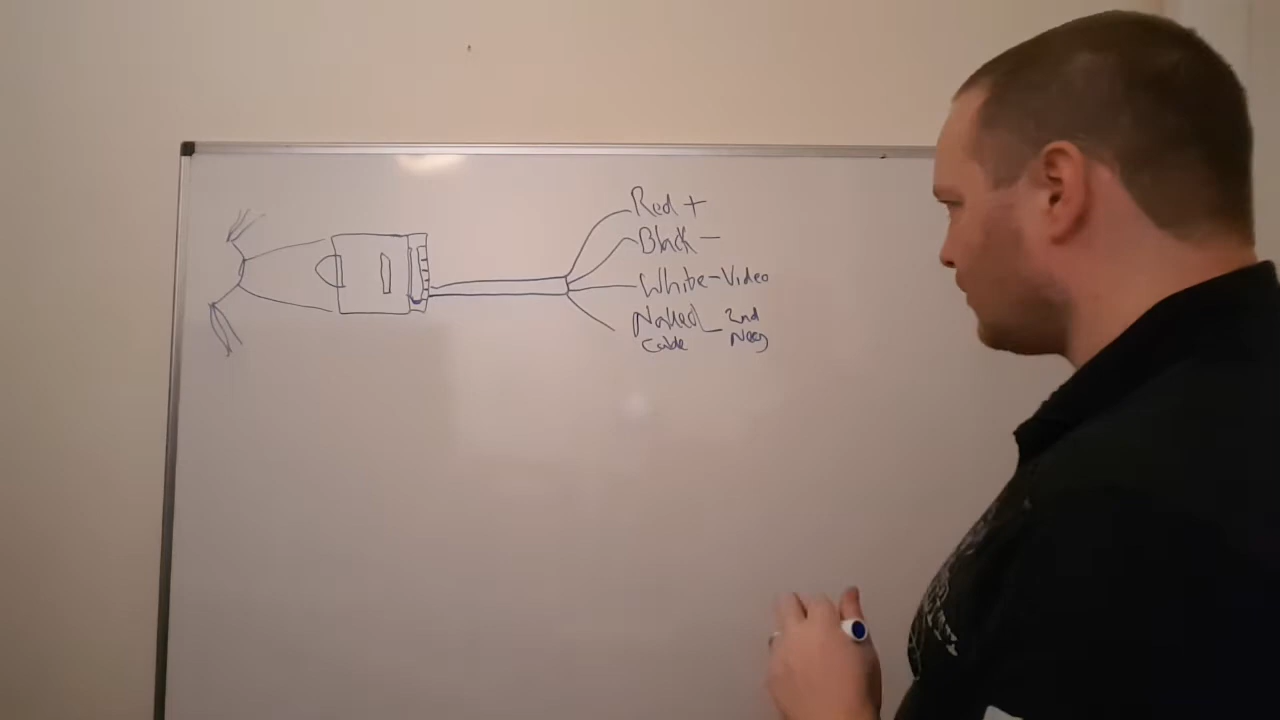 Red +
Black -
White - Video
Naked - 2nd
Cable Neg